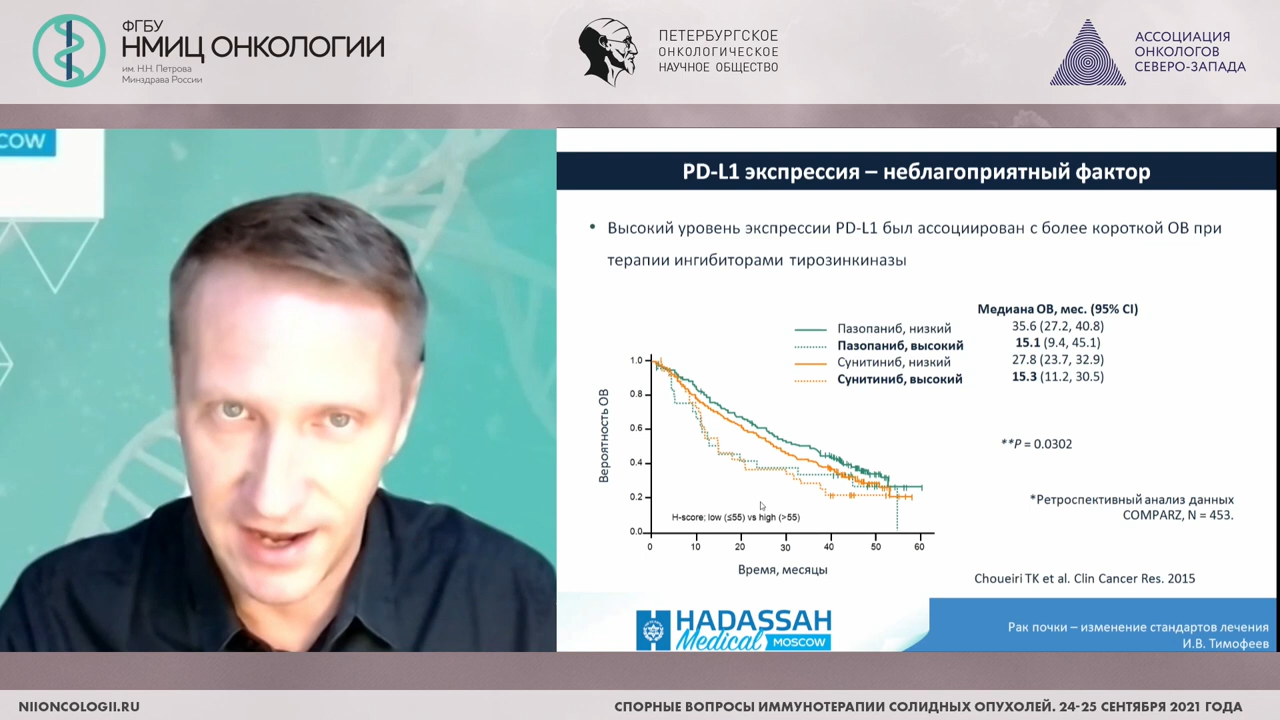 ФГБУ
НМИЦ ОНКОЛОГИИ
им. Н.Н. Петрова
Минздрава России
ПЕТЕРБУРГСКОЕ
ОНКОЛОГИЧЕСКОЕ
НАУЧНОЕ ОБЩЕСТВО
АССОЦИАЦИЯ
ОНКОЛОГОВ
СЕВЕРО-ЗАПАДА
COW
PD-L1 экспрессия – неблагоприятный фактор
• Высокий уровень экспрессии PD-L1 был ассоциирован с более короткой ОВ при
терапии ингибиторами тирозинкиназы
Медиана ОВ, мес. (95% CI)
Пазопаниб, низкий 35.6 (27.2, 40.8)
Пазопаниб, высокий 15.1 (9.4, 45.1)
Сунитиниб, низкий 27.8 (23.7, 32.9)
Сунитиниб, высокий 15.3 (11.2, 30.5)
Вероятность ОВ
1.0
0.8
0.6
0.4
0.2
0.0
H-score: low (≤55) vs high (>55)
0 10 20 30 40 50 60
Время, месяцы
**P = 0.0302
*Ретроспективный анализ данных
COMPARZ, N = 453.
Choueiri TK et al. Clin Cancer Res. 2015
HADASSAH
Medical MOSCOW
Рак почки – изменение стандартов лечения
И.В. Тимофеев
NIIONCOLOGII.RU
СПОРНЫЕ ВОПРОСЫ ИММУНОТЕРАПИИ СОЛИДНЫХ ОПУХОЛЕЙ. 24-25 СЕНТЯБРЯ 2021 ГОДА